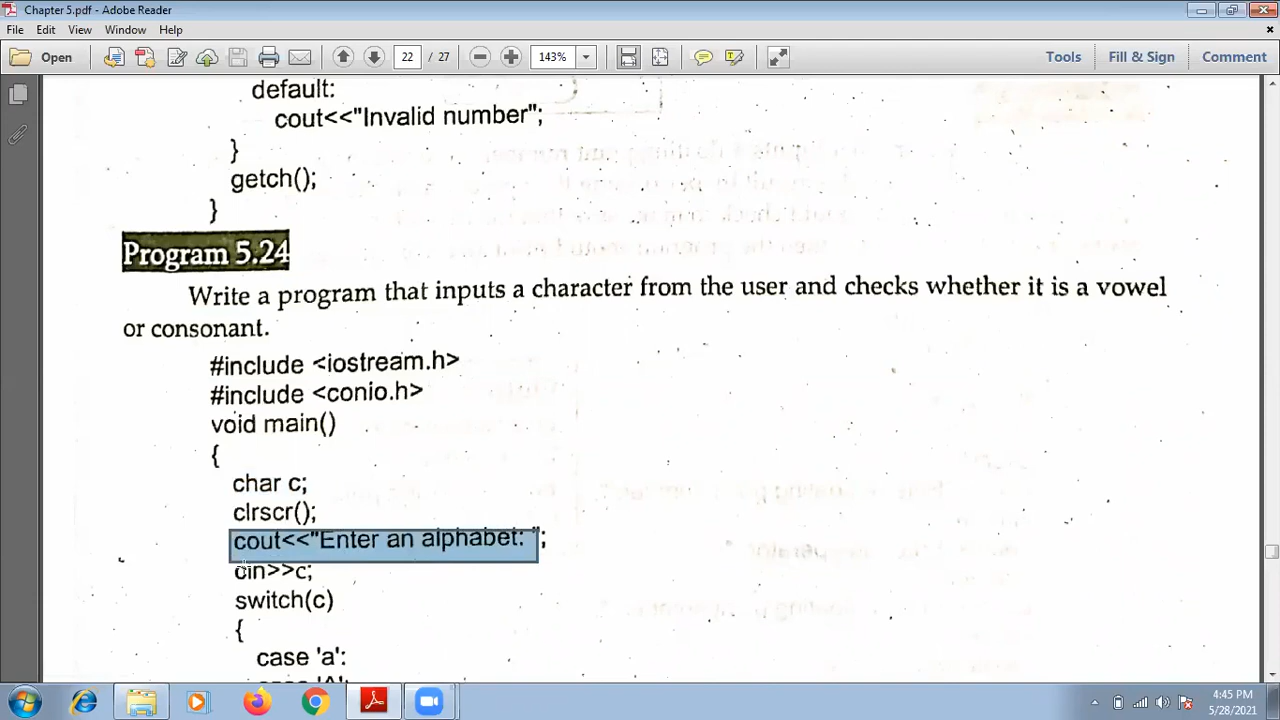 Chapter 5.pdf - Adobe Reader
File Edit View Window Help
Open 22 / 27 143% Tools Fill & Sign Comment
default:
cout<<"Invalid number";
}
getch();
}
Program 5.24
Write a program that inputs a character from the user and checks whether it is a vowel
or consonant.
#include <iostream.h>
#include <conio.h>
void main()
{
char c;
clrscr();
cout<<"Enter an alphabet: ";
cin>>c;
switch(c)
{
case 'a':
case 'A':
4:45 PM
5/28/2021